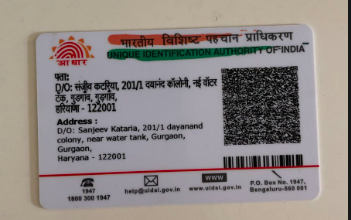 भारतीय विशिष्ट पहचान प्राधिकरण
UNIQUE IDENTIFICATION AUTHORITY OF INDIA
आधार
पता:
D/O: संजीव कटारिया, 201/1 दयानंद कॉलोनी, नई वॉटर
टंक, गुड़गांव, गुड़गांव,
हरियाणा - 122001
Address :
D/O: Sanjeev Kataria, 201/1 dayanand
colony, near water tank, Gurgaon,
Gurgaon,
Haryana - 122001
1947
1800 300 1947
help@uidai.gov.in
WWW
www.uidai.gov.in
P.O. Box No. 1947,
Bengaluru-560 001